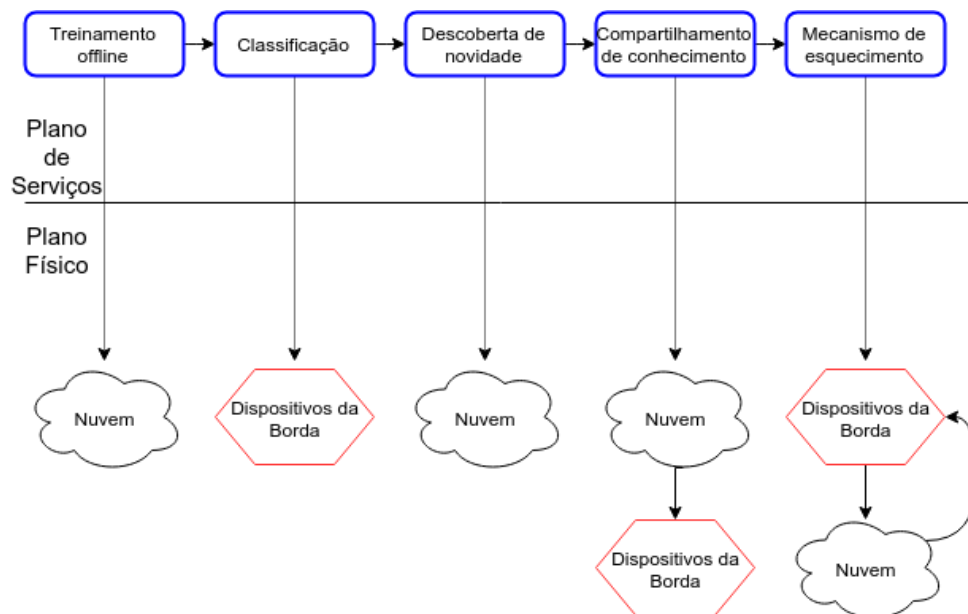 Treinamento
offline
Classificação
Descoberta de
novidade
Compartilhamento
de conhecimento
Mecanismo de
esquecimento
Plano
de
Serviços
Plano
Físico
Nuvem
Dispositivos da
Borda
Nuvem
Nuvem
Dispositivos da
Borda
Dispositivos da
Borda
Nuvem